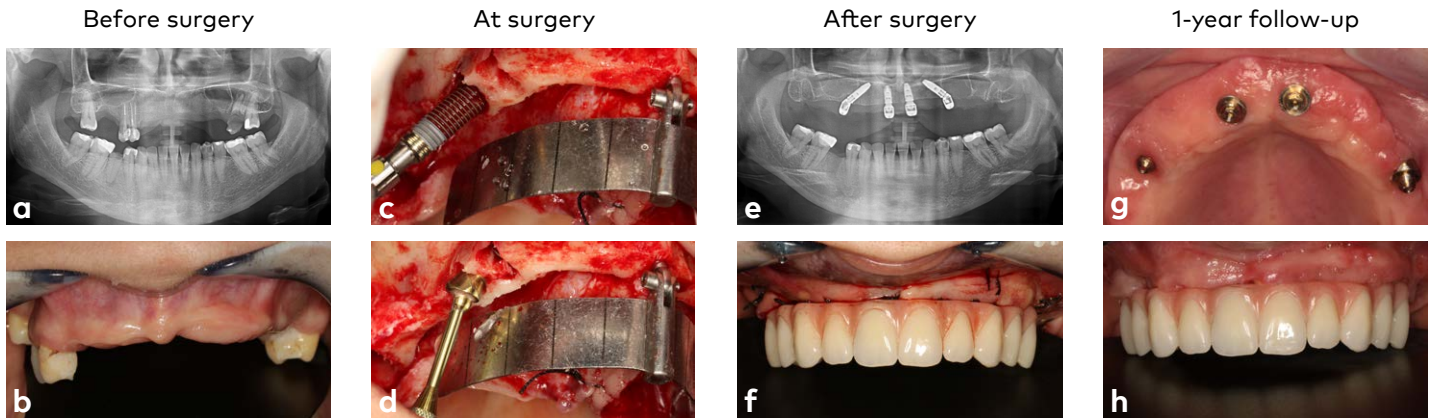 Before surgery
At surgery
After surgery
1-year follow-up
a
c
e
g
b
d
f
h